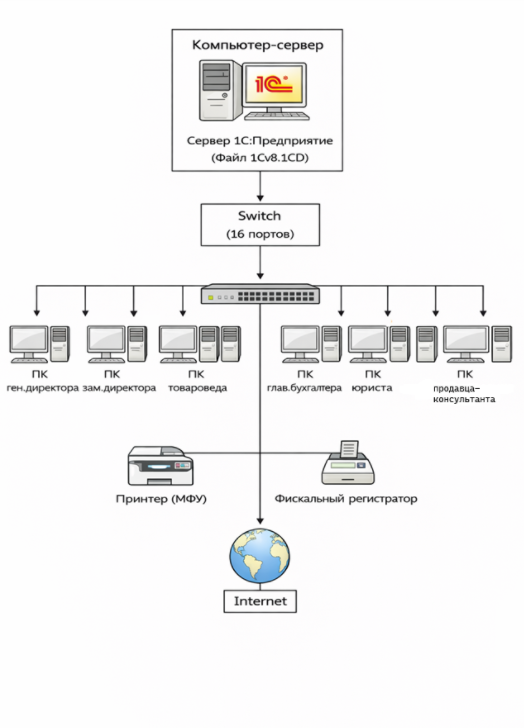 Компьютер-сервер
1С
Сервер 1С:Предприятие
(Файл 1Cv8.1CD)
Switch
(16 портов)
ПК
ген.директора
ПК
зам.директора
ПК
товароведа
ПК
глав.бухгалтера
ПК
юриста
ПК
продавца-
консультанта
Принтер (МФУ)
Фискальный регистратор
Internet